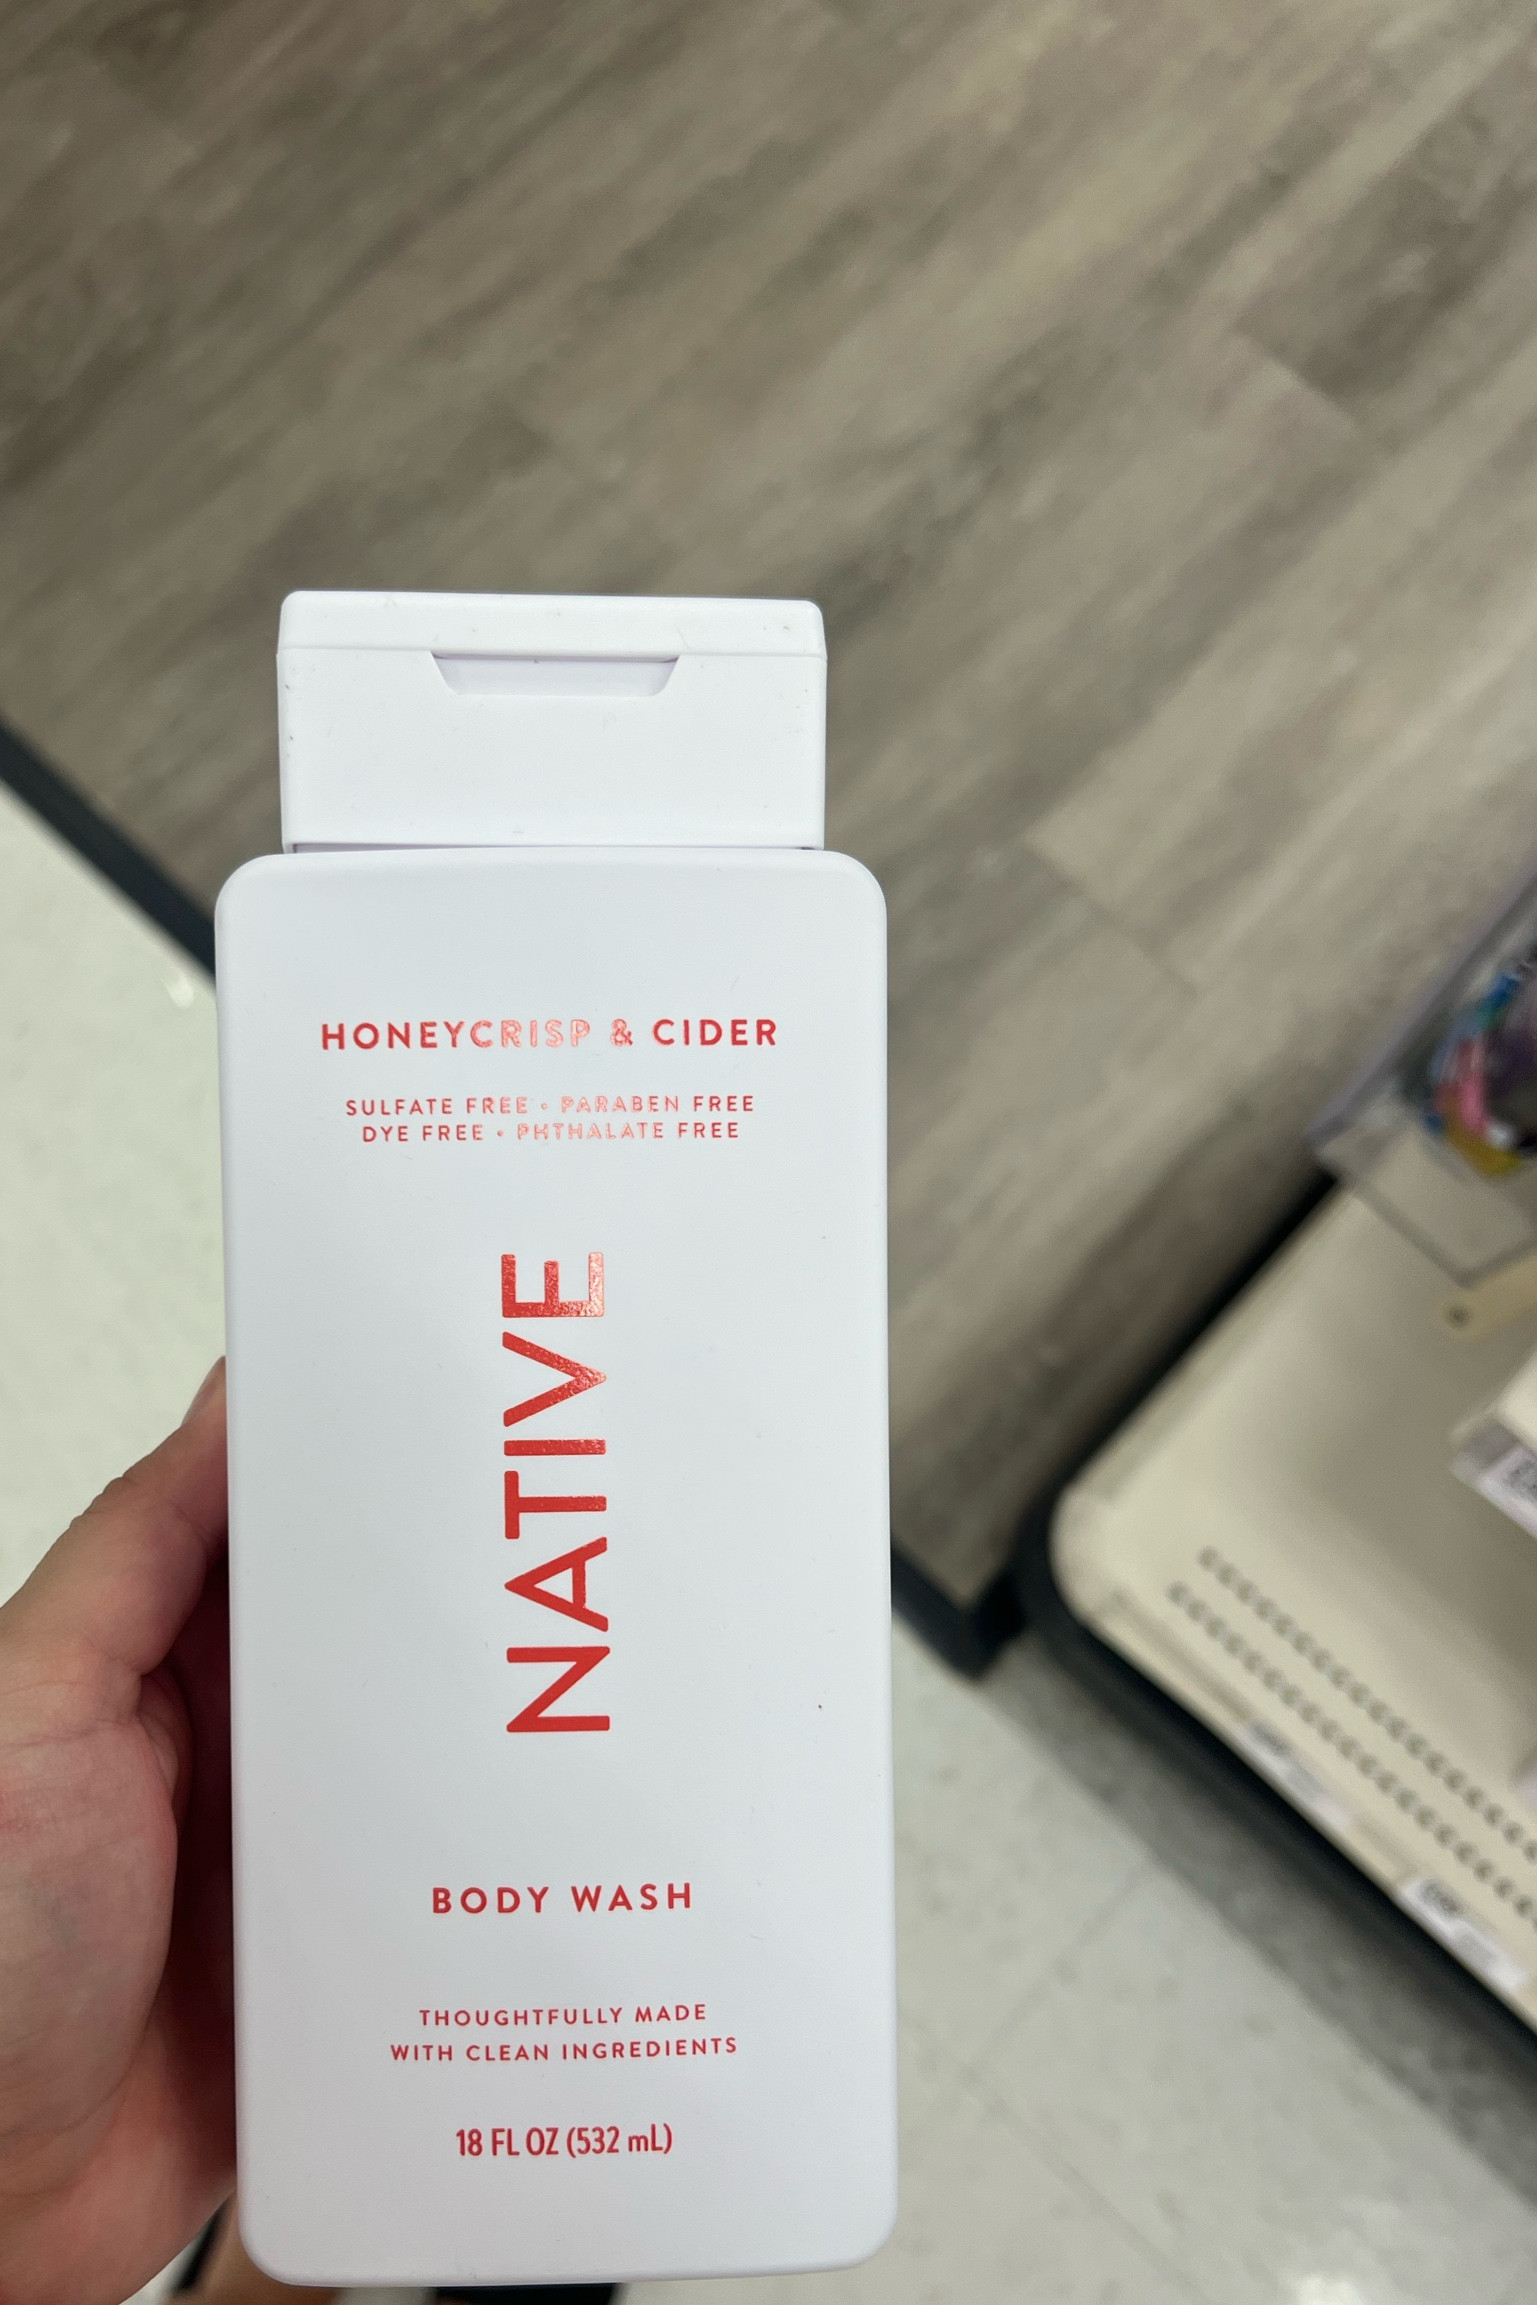 HONEYCRISP & CIDER
SULFATE FREE • PARABEN FREE
DYE FREE • PHTHALATE FREE
NATIVE
BODY WASH
THOUGHTFULLY MADE
WITH CLEAN INGREDIENTS
18 FL OZ (532 mL)